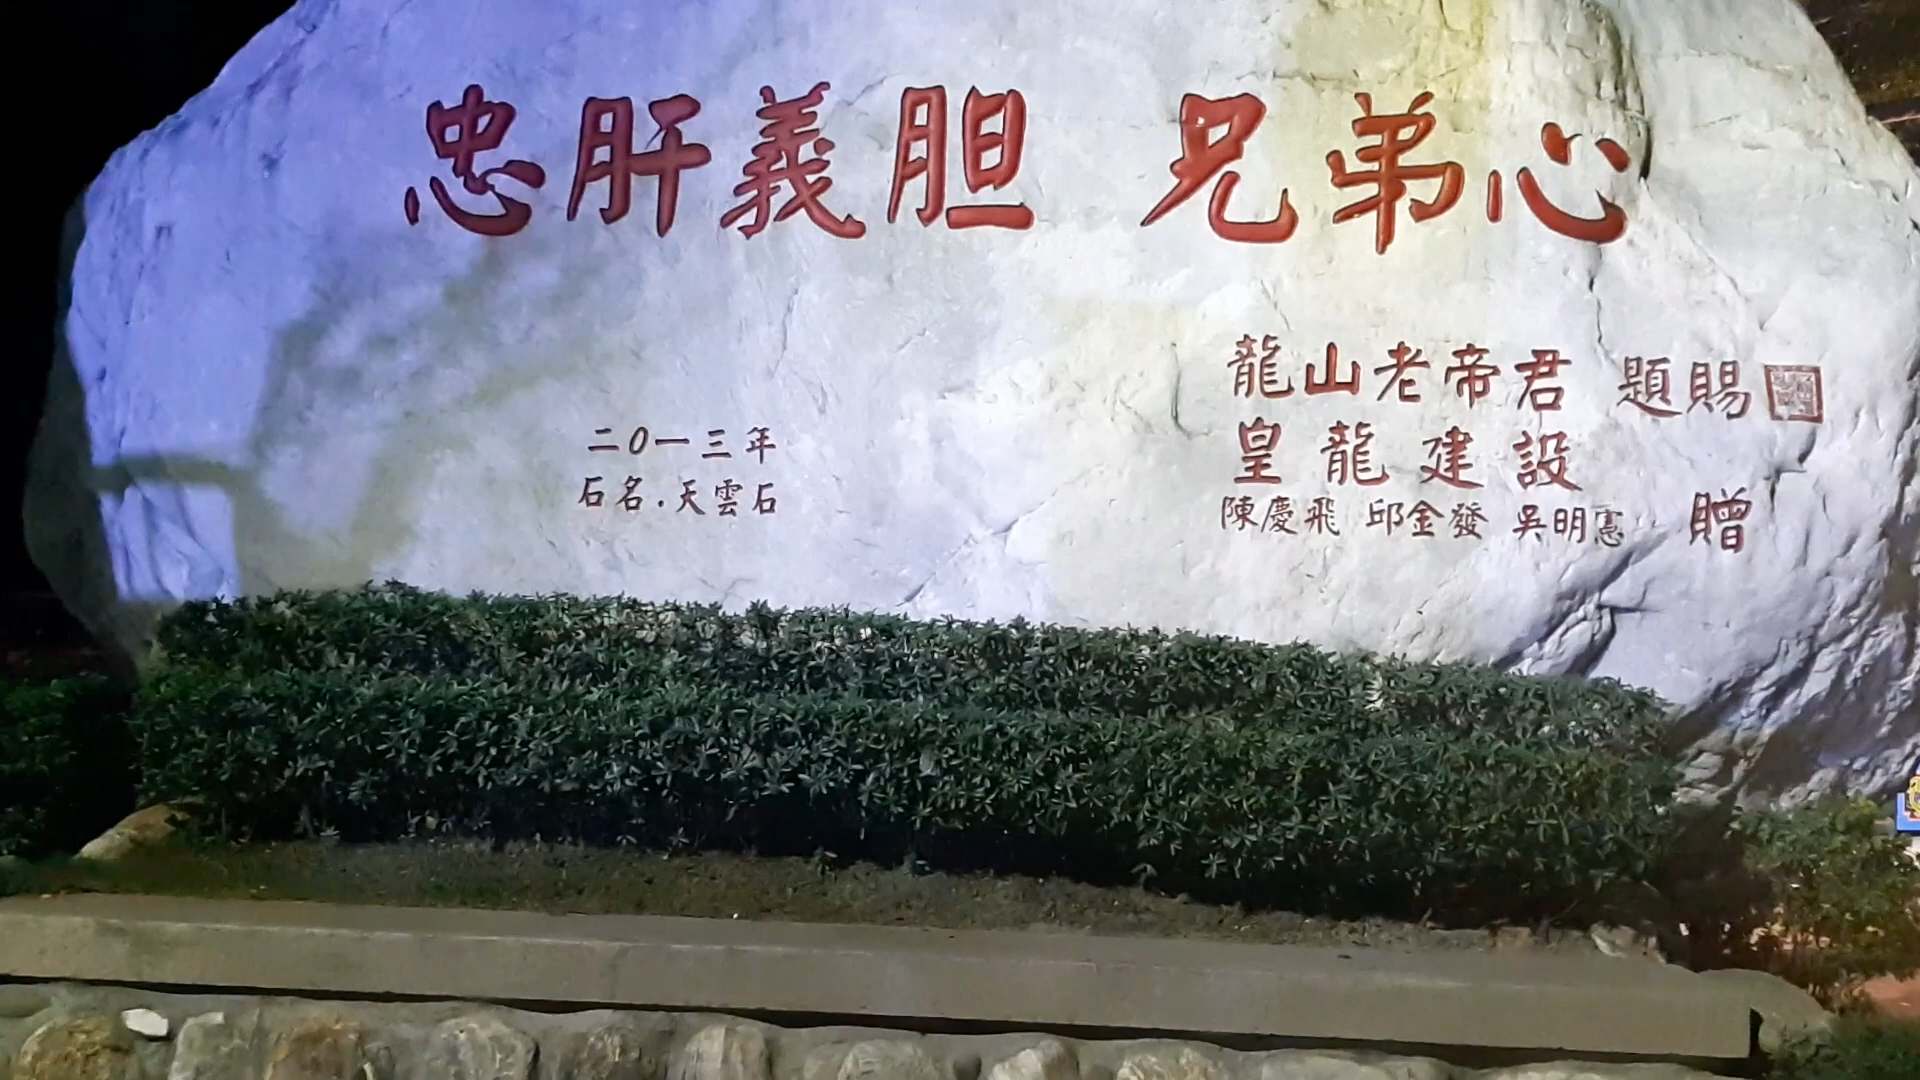 忠肝義胆 兄弟心
龍山老帝君 題賜
皇龍建設
陳慶飛 邱金發 吳明憲 贈
二〇一三年
石名.天雲石